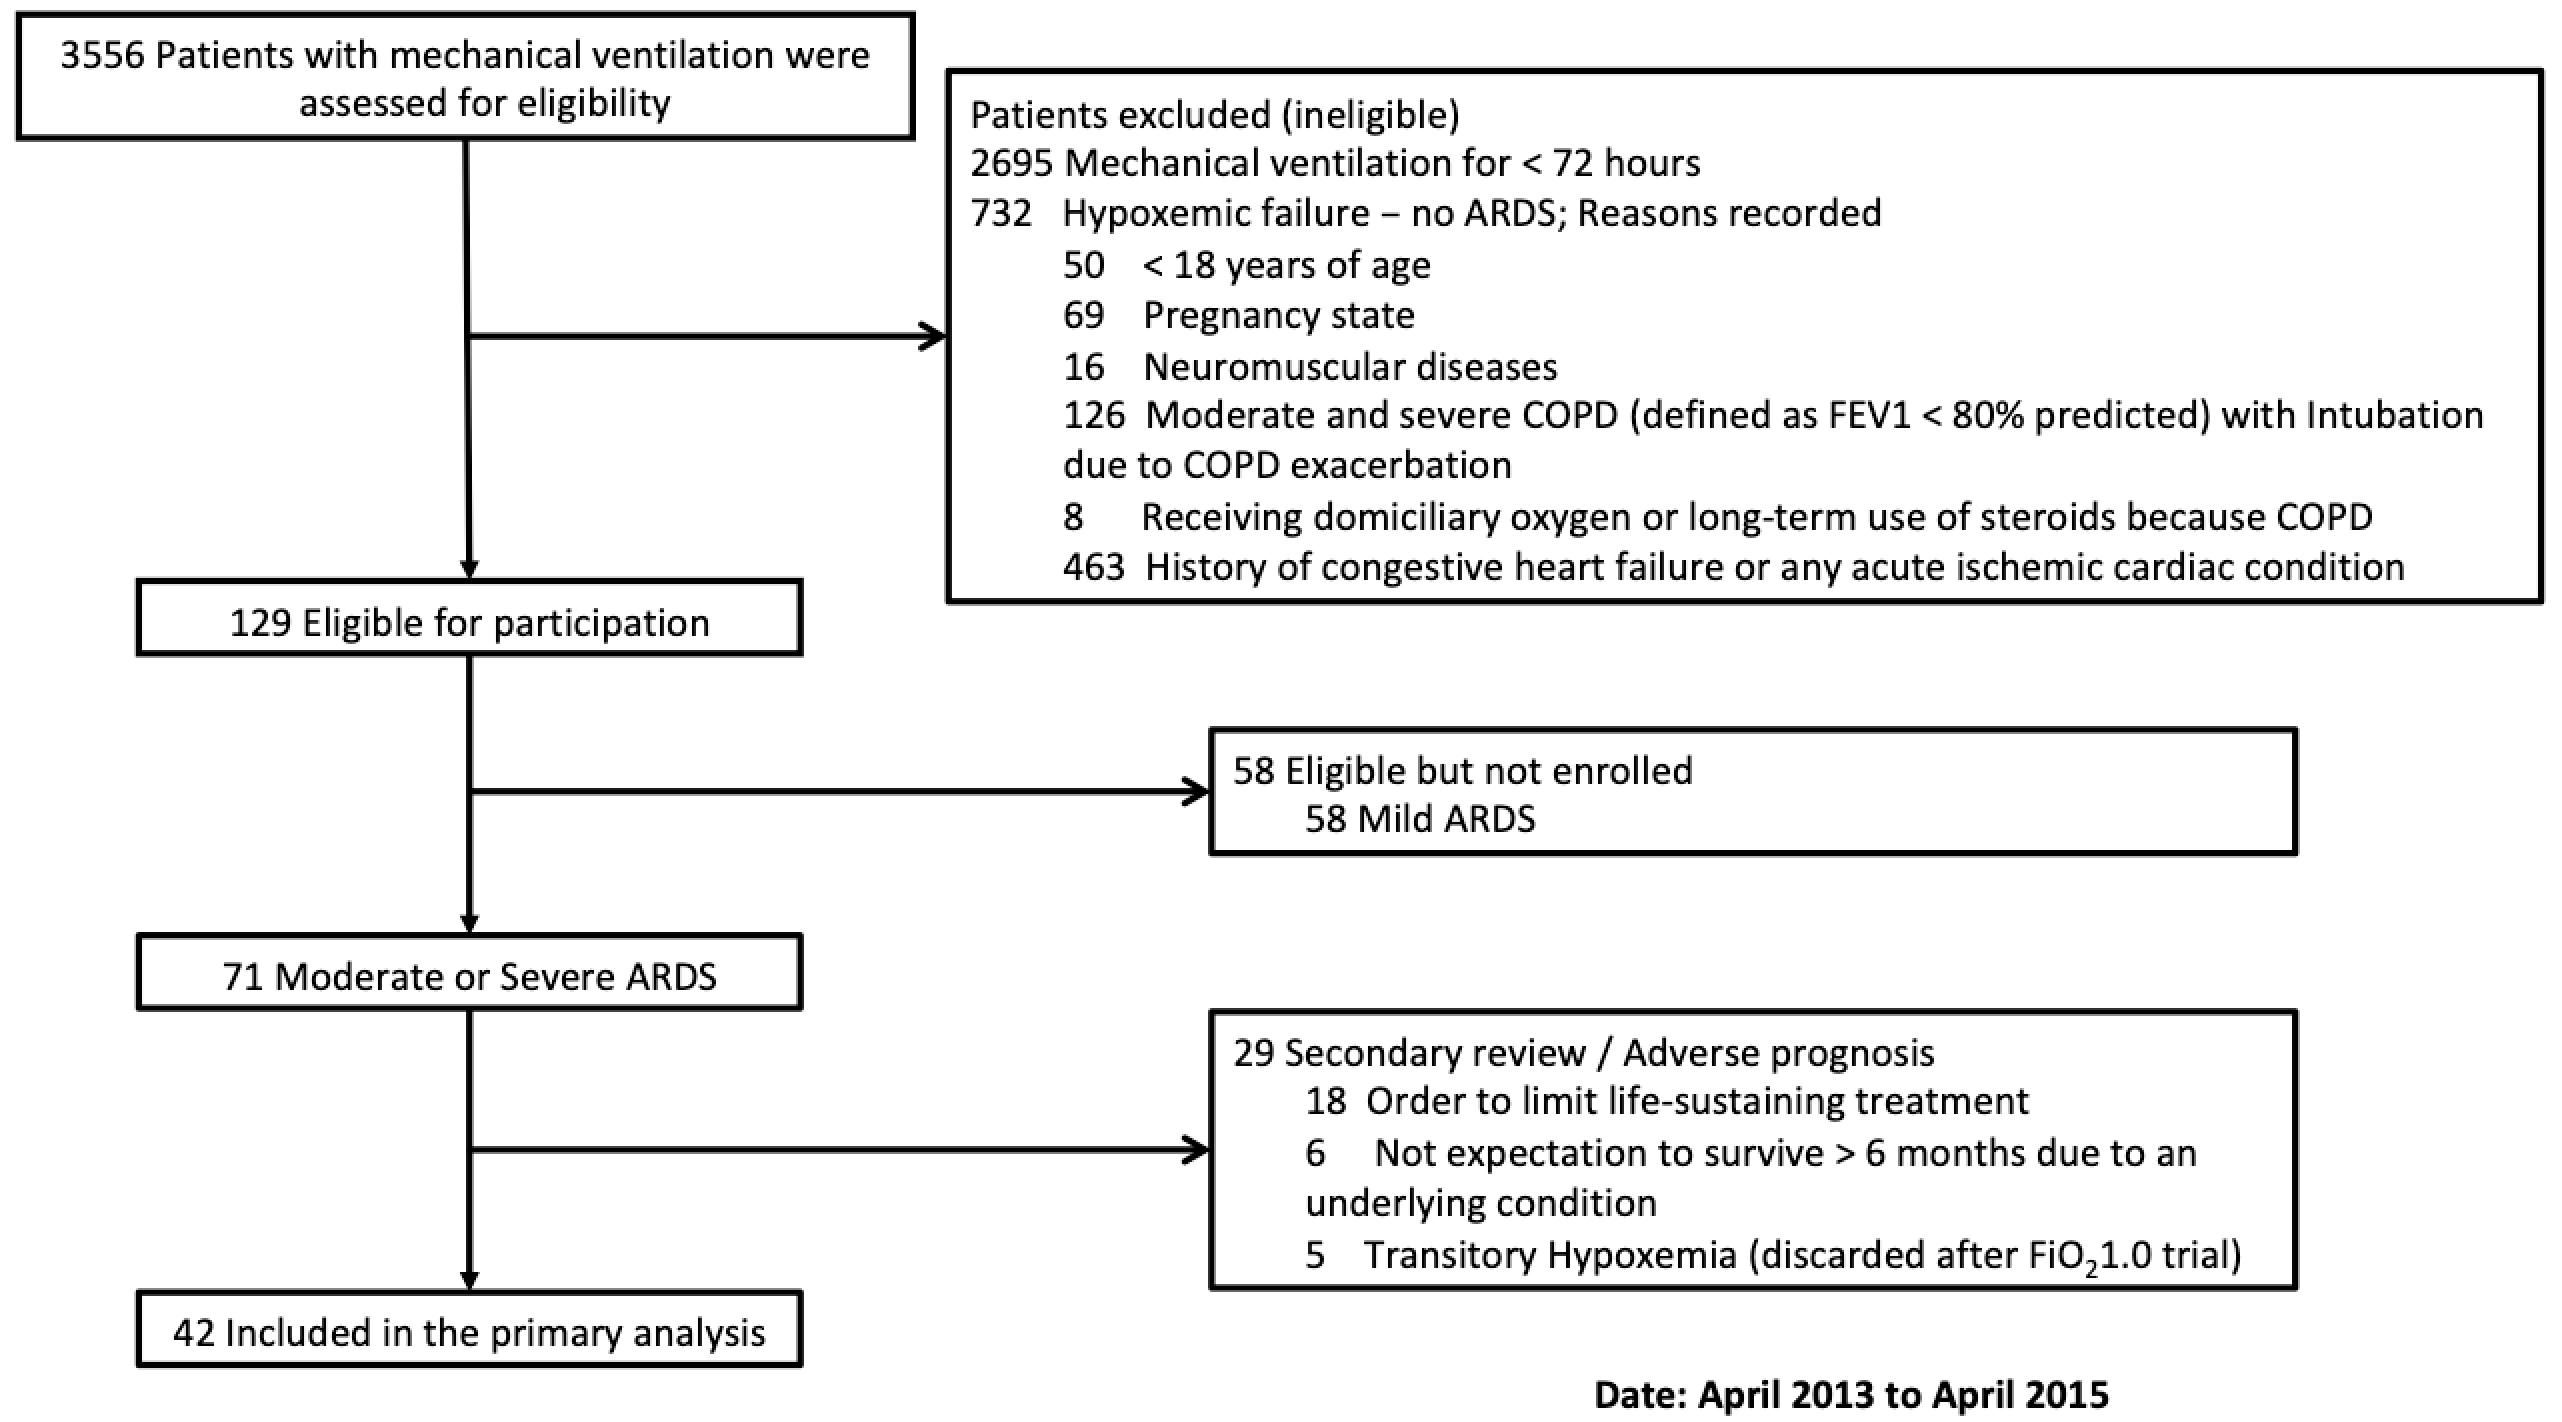 3556 Patients with mechanical ventilation were
assessed for eligibility
Patients excluded (ineligible)
2695 Mechanical ventilation for < 72 hours
732 Hypoxemic failure – no ARDS; Reasons recorded
50 < 18 years of age
69 Pregnancy state
16 Neuromuscular diseases
126 Moderate and severe COPD (defined as FEV1 < 80% predicted) with Intubation
due to COPD exacerbation
8 Receiving domiciliary oxygen or long-term use of steroids because COPD
463 History of congestive heart failure or any acute ischemic cardiac condition
129 Eligible for participation
58 Eligible but not enrolled
58 Mild ARDS
71 Moderate or Severe ARDS
29 Secondary review / Adverse prognosis
18 Order to limit life-sustaining treatment
6 Not expectation to survive > 6 months due to an
underlying condition
5 Transitory Hypoxemia (discarded after FiO₂1.0 trial)
42 Included in the primary analysis
Date: April 2013 to April 2015